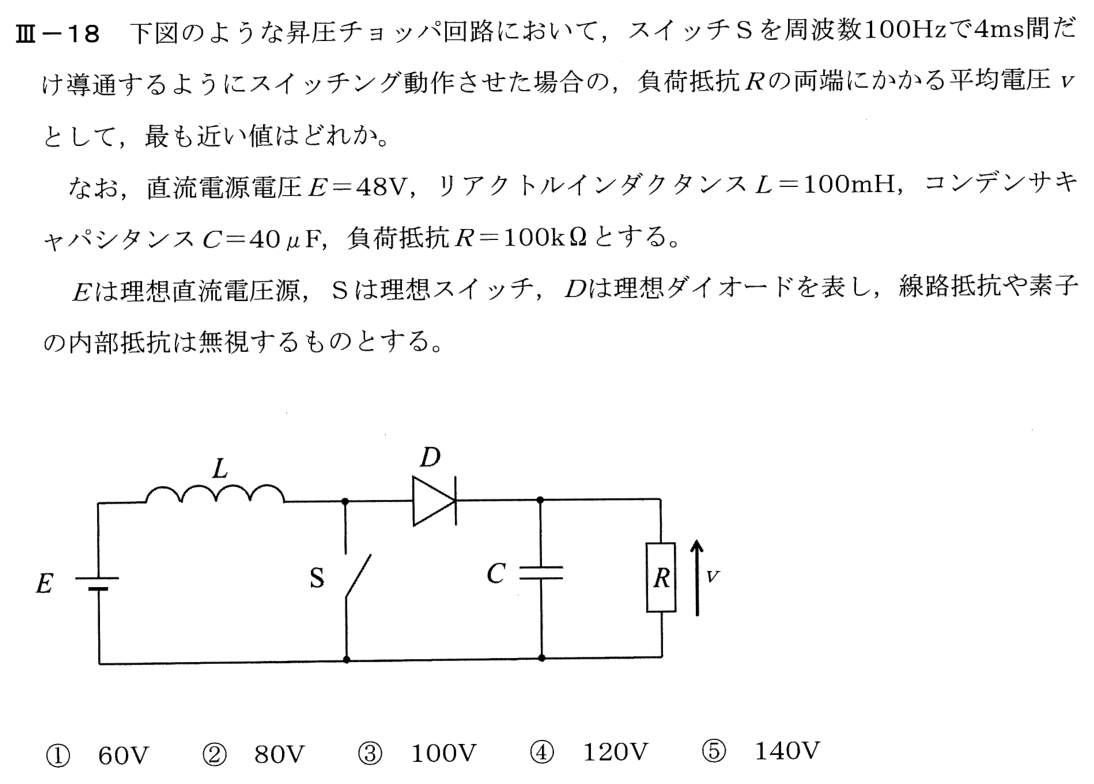 Ⅲ－18　下図のような昇圧チョッパ回路において，スイッチSを周波数100Hzで4ms間だ
け導通するようにスイッチング動作させた場合の，負荷抵抗Rの両端にかかる平均電圧v
として，最も近い値はどれか。
なお，直流電源電圧E＝48V，リアクトルインダクタンスL＝100mH，コンデンサキ
ャパシタンスC＝40μF，負荷抵抗R＝100kΩとする。
Eは理想直流電圧源，Sは理想スイッチ，Dは理想ダイオードを表し，線路抵抗や素子
の内部抵抗は無視するものとする。
L
D
E
S
C
R
v
①　60V　②　80V　③　100V　④　120V　⑤　140V